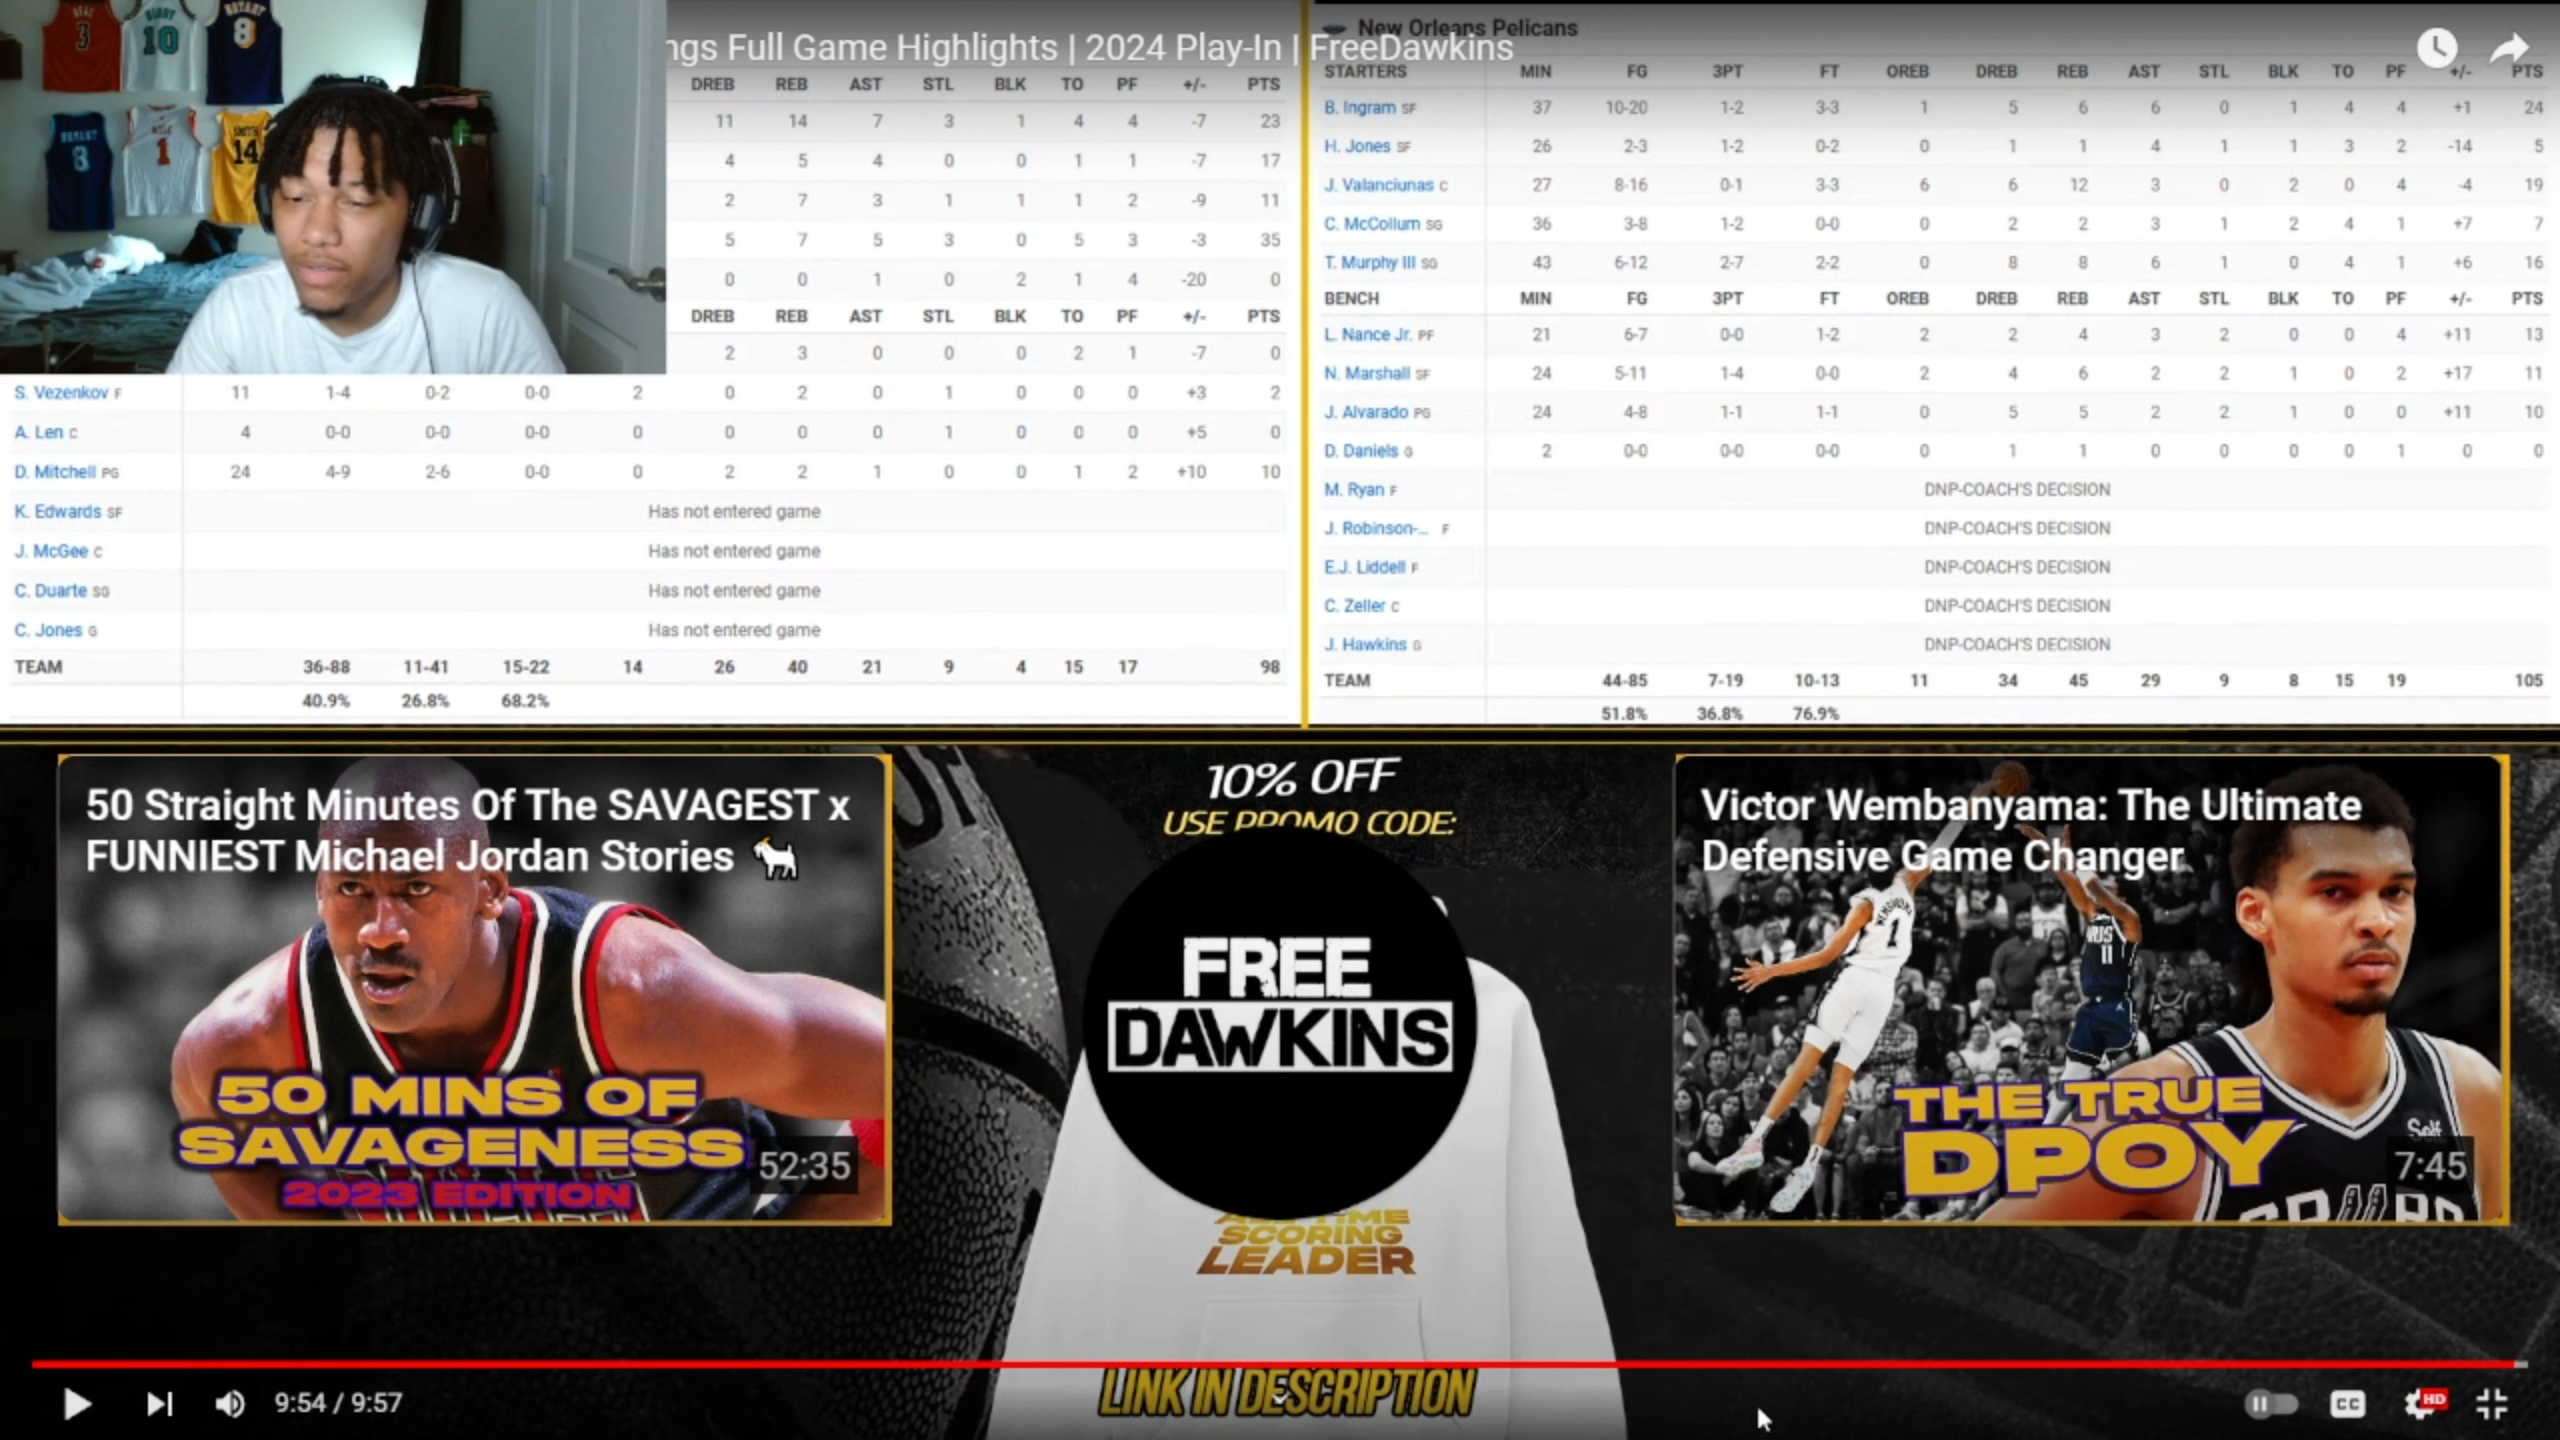 ngs Full Game Highlights | 2024 Play-In | FreeDawkins
BRYANT
8
3
10
1
14
8
DREB REB AST STL BLK TO PF +/- PTS
11 14 7 3 1 4 4 -7 23
4 5 4 0 0 1 1 -7 17
2 7 3 1 1 1 2 -9 11
5 7 5 3 0 5 3 -3 35
0 0 1 0 2 1 4 -20 0
DREB REB AST STL BLK TO PF +/- PTS
2 3 0 0 0 2 1 -7 0
S. Vezenkov F 11 1-4 0-2 0-0 2 0 2 0 1 0 0 0 +3 2
A. Len C 4 0-0 0-0 0-0 0 0 0 0 1 0 0 0 +5 0
D. Mitchell PG 24 4-9 2-6 0-0 0 2 2 1 0 0 1 2 +10 10
K. Edwards SF Has not entered game
J. McGee C Has not entered game
C. Duarte SG Has not entered game
C. Jones G Has not entered game
TEAM 36-88 11-41 15-22 14 26 40 21 9 4 15 17 98
40.9% 26.8% 68.2%
New Orleans Pelicans
STARTERS MIN FG 3PT FT OREB DREB REB AST STL BLK TO PF +/- PTS
B. Ingram SF 37 10-20 1-2 3-3 1 5 6 6 0 1 4 4 +1 24
H. Jones SF 26 2-3 1-2 0-2 0 1 1 4 1 1 3 2 -14 5
J. Valanciunas C 27 8-16 0-1 3-3 6 6 12 3 0 2 0 4 -4 19
C. McCollum SG 36 3-8 1-2 0-0 0 2 2 3 1 2 4 1 +7 7
T. Murphy III SG 43 6-12 2-7 2-2 0 8 8 6 1 0 4 1 +6 16
BENCH MIN FG 3PT FT OREB DREB REB AST STL BLK TO PF +/- PTS
L. Nance Jr. PF 21 6-7 0-0 1-2 2 2 4 3 2 0 0 4 +11 13
N. Marshall SF 24 5-11 1-4 0-0 2 4 6 2 2 1 0 2 +17 11
J. Alvarado PG 24 4-8 1-1 1-1 0 5 5 2 2 1 0 0 +11 10
D. Daniels G 2 0-0 0-0 0-0 0 1 1 0 0 0 0 1 0 0
M. Ryan F DNP-COACH'S DECISION
J. Robinson-... F DNP-COACH'S DECISION
E.J. Liddell F DNP-COACH'S DECISION
C. Zeller C DNP-COACH'S DECISION
J. Hawkins G DNP-COACH'S DECISION
TEAM 44-85 7-19 10-13 11 34 45 29 9 8 15 19 105
51.8% 36.8% 76.9%
50 Straight Minutes Of The SAVAGEST x
FUNNIEST Michael Jordan Stories
50 MINS OF
SAVAGENESS
2023 EDITION
52:35
10% OFF
USE PROMO CODE:
FREE
DAWKINS
SCORING
LEADER
LINK IN DESCRIPTION
Victor Wembanyama: The Ultimate
Defensive Game Changer
1
11
THE TRUE
DPOY
Self
7:45
9:54 / 9:57
CC
HD